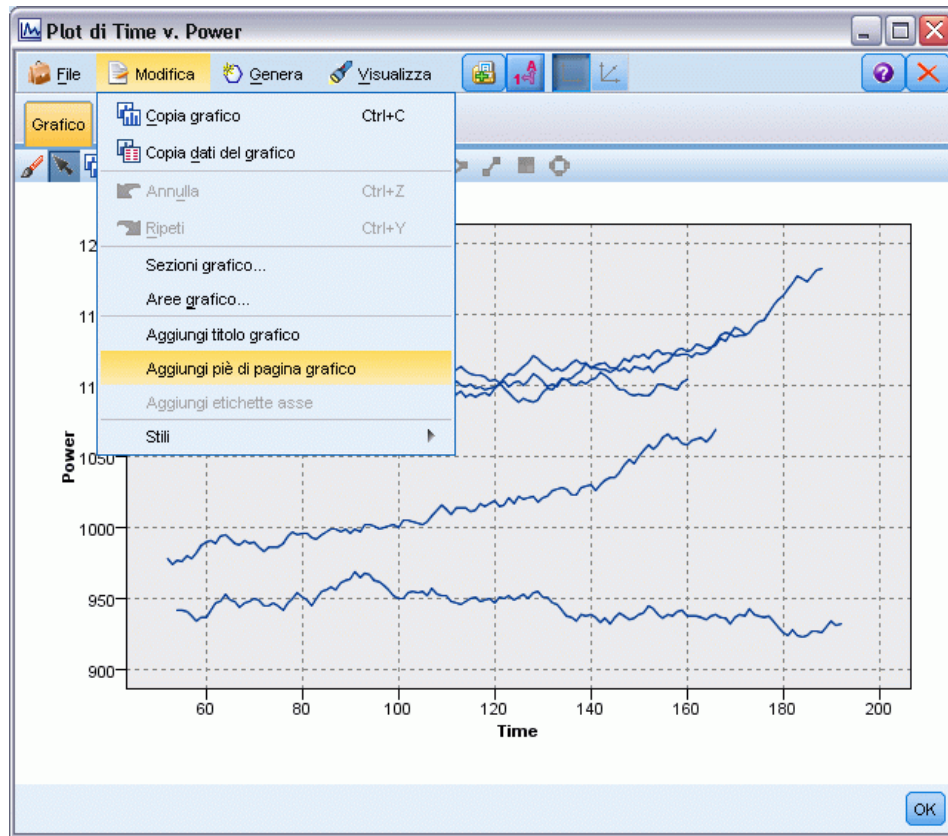 Plot di Time v. Power
File Modifica Genera Visualizza
Grafico
Copia grafico Ctrl+C
Copia dati del grafico
Annulla Ctrl+Z
Ripeti Ctrl+Y
Sezioni grafico...
Aree grafico...
Aggiungi titolo grafico
Aggiungi piè di pagina grafico
Aggiungi etichette asse
Stili
12
11
11
1050
1000
950
900
Power
60 80 100 120 140 160 180 200
Time
OK